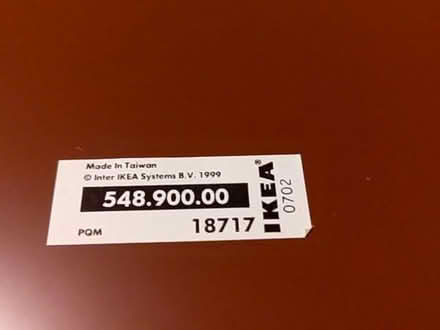 Made In Taiwan
© Inter IKEA Systems B.V. 1999
548.900.00
PQM 18717
IKEA®
0702